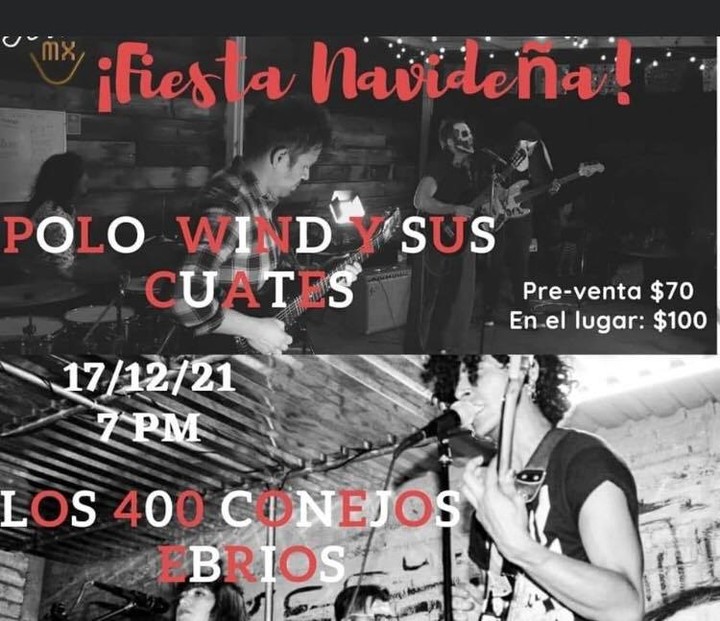 MX
¡Fiesta Navideña!
POLO WIND Y SUS
CUATES
Pre-venta $70
En el lugar: $100
17/12/21
7 PM
LOS 400 CONEJOS
EBRIOS